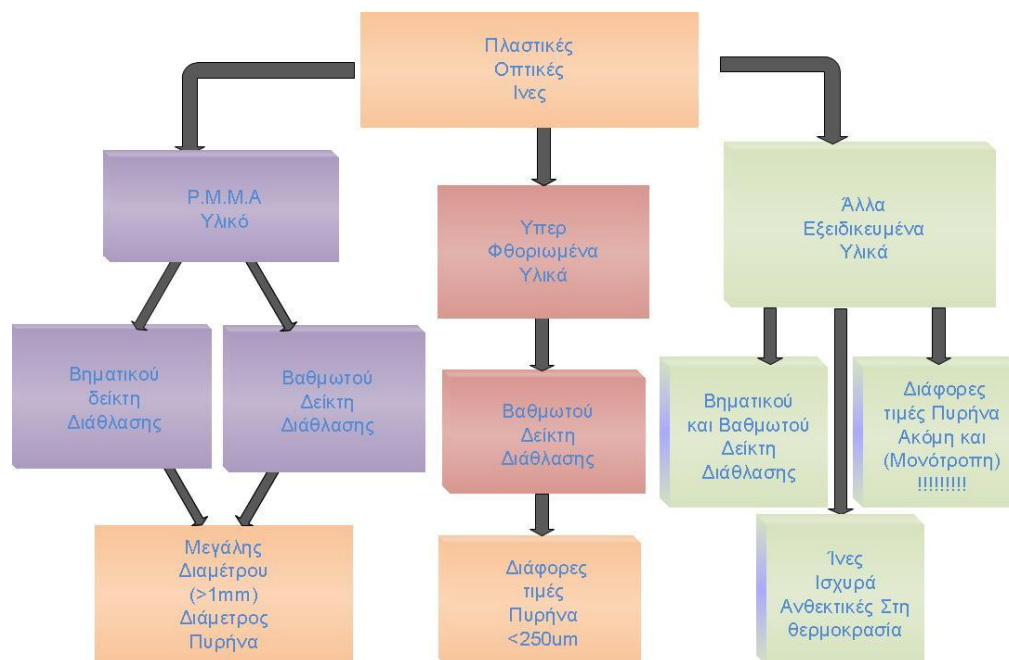 Πλαστικές
Οπτικές
Ινες
P.M.M.A
Υλικό
Υπερ
Φθοριωμένα
Υλικά
Άλλα
Εξειδικευμένα
Υλικά
Βηματικού
δείκτη
Διάθλασης
Βαθμωτού
Δείκτη
Διάθλασης
Βαθμωτού
Δείκτη
Διάθλασης
Βηματικού
και Βαθμωτού
Δείκτη
Διάθλασης
Διάφορες
τιμές Πυρήνα
Ακόμη και
(Μονότροπη)
!!!!!!!!!
Μεγάλης
Διαμέτρου
(>1mm)
Διάμετρος
Πυρήνα
Διάφορες
τιμές
Πυρήνα
<250um
Ίνες
Ισχυρά
Ανθεκτικές Στη
θερμοκρασία